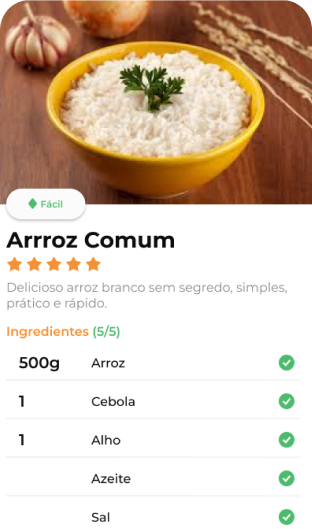 Fácil
Arrroz Comum
Delicioso arroz branco sem segredo, simples,
prático e rápido.
Ingredientes (5/5)
500g Arroz
1 Cebola
1 Alho
Azeite
Sal